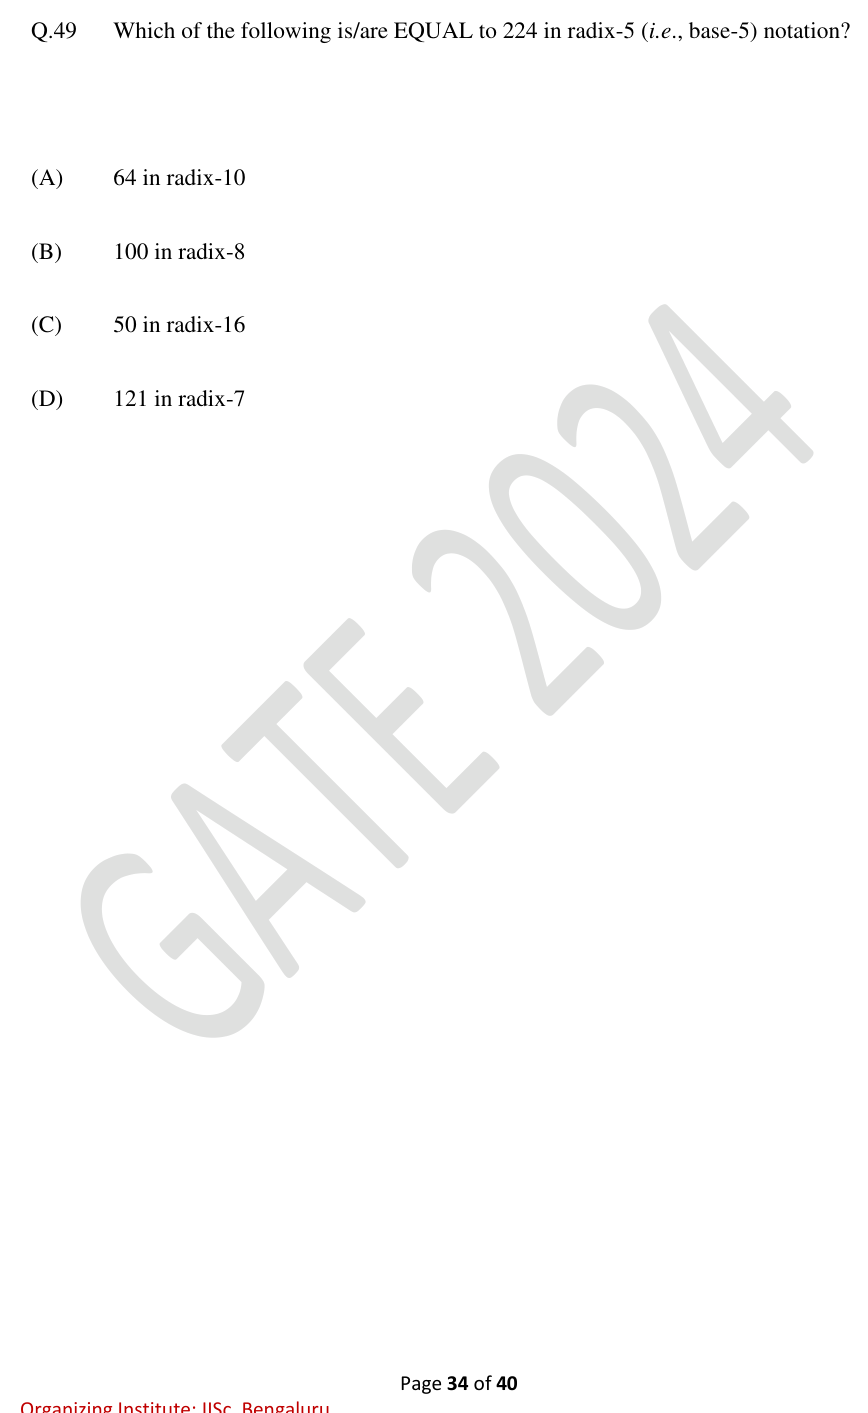 Q.49 Which of the following is/are EQUAL to 224 in radix-5 (i.e., base-5) notation?
(A) 64 in radix-10
(B) 100 in radix-8
(C) 50 in radix-16
(D) 121 in radix-7
GATE 2024
Page 34 of 40
Organizing Institute: IISc, Bengaluru